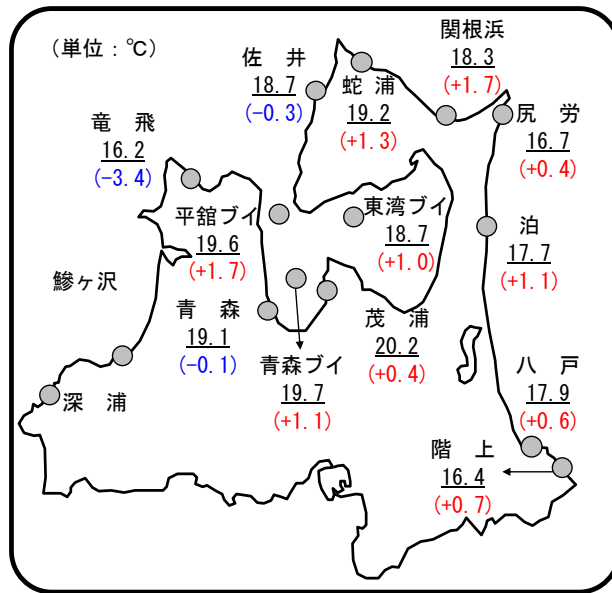 (単位：℃)
佐 井
18.7
(-0.3)
蛇 浦
19.2
(+1.3)
関根浜
18.3
(+1.7)
尻 労
16.7
(+0.4)
竜 飛
16.2
(-3.4)
平舘ブイ
19.6
(+1.7)
東湾ブイ
18.7
(+1.0)
泊
17.7
(+1.1)
鰺ヶ沢
青 森
19.1
(-0.1)
青森ブイ
19.7
(+1.1)
茂 浦
20.2
(+0.4)
八 戸
17.9
(+0.6)
深 浦
階 上
16.4
(+0.7)